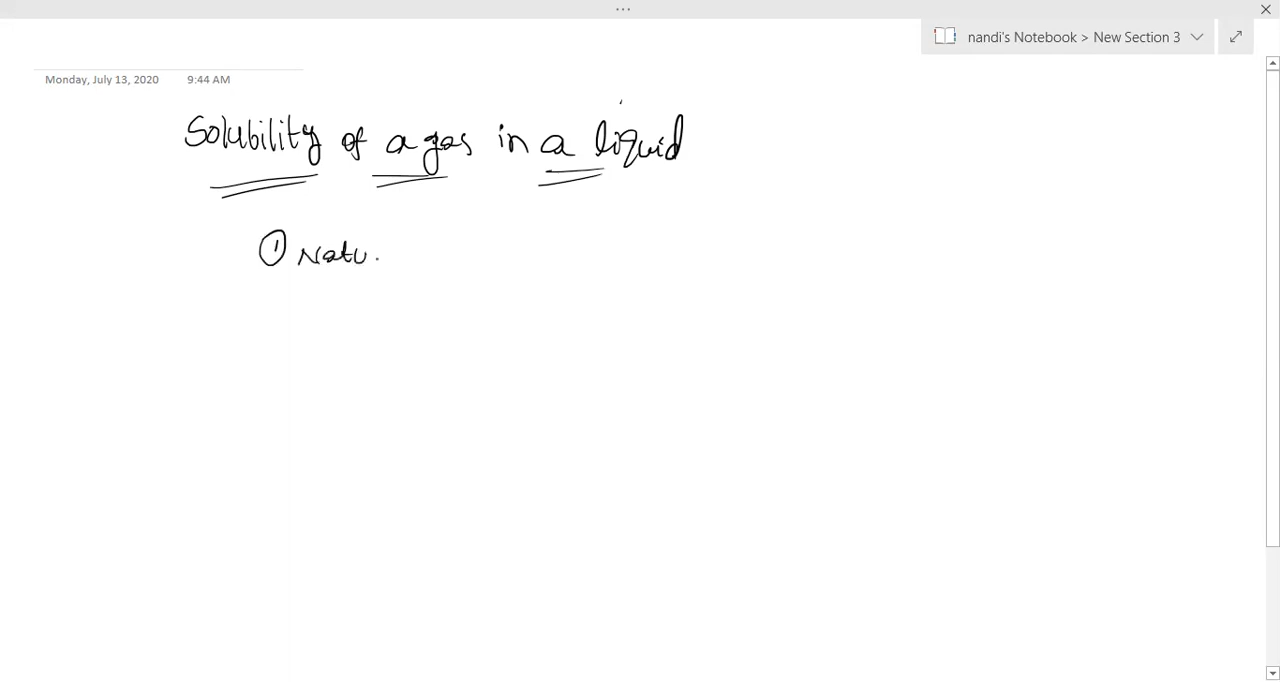 nandi's Notebook > New Section 3
Monday, July 13, 2020 9:44 AM
Solubility of a gas in a liquid
① Natu